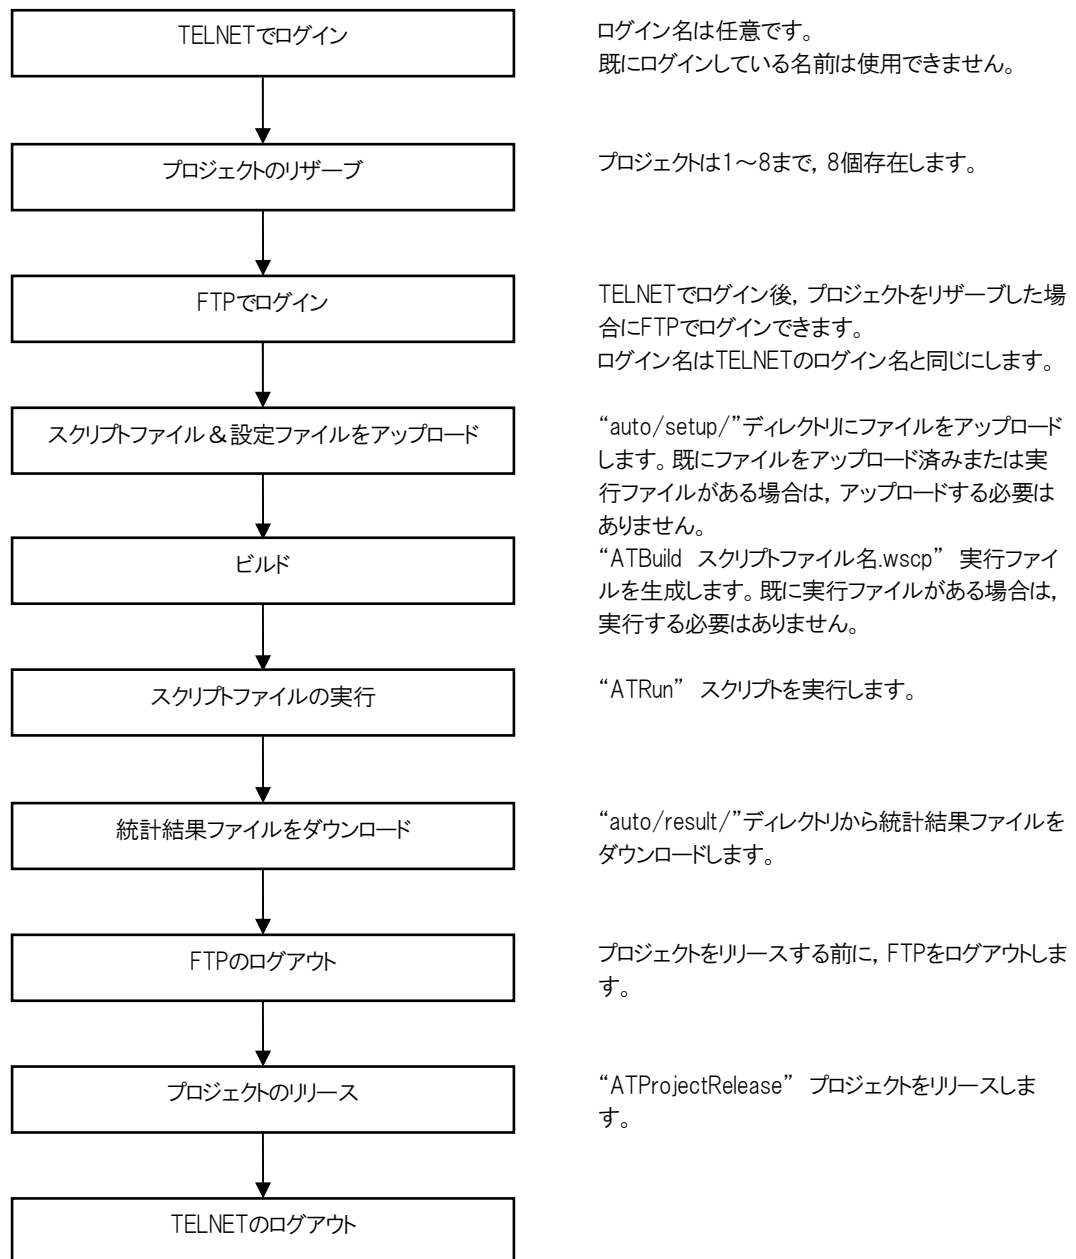 TELNETでログイン
ログイン名は任意です。
既にログインしている名前は使用できません。
プロジェクトのリザーブ
プロジェクトは1～8まで，8個存在します。
FTPでログイン
TELNETでログイン後，プロジェクトをリザーブした場
合にFTPでログインできます。
ログイン名はTELNETのログイン名と同じにします。
スクリプトファイル＆設定ファイルをアップロード
“auto/setup/”ディレクトリにファイルをアップロード
します。既にファイルをアップロード済みまたは実
行ファイルがある場合は，アップロードする必要は
ありません。
ビルド
“ATBuild スクリプトファイル名.wscp” 実行ファイ
ルを生成します。既に実行ファイルがある場合は，
実行する必要はありません。
スクリプトファイルの実行
“ATRun” スクリプトを実行します。
統計結果ファイルをダウンロード
“auto/result/”ディレクトリから統計結果ファイルを
ダウンロードします。
FTPのログアウト
プロジェクトをリリースする前に，FTPをログアウトしま
す。
プロジェクトのリリース
“ATProjectRelease” プロジェクトをリリースしま
す。
TELNETのログアウト